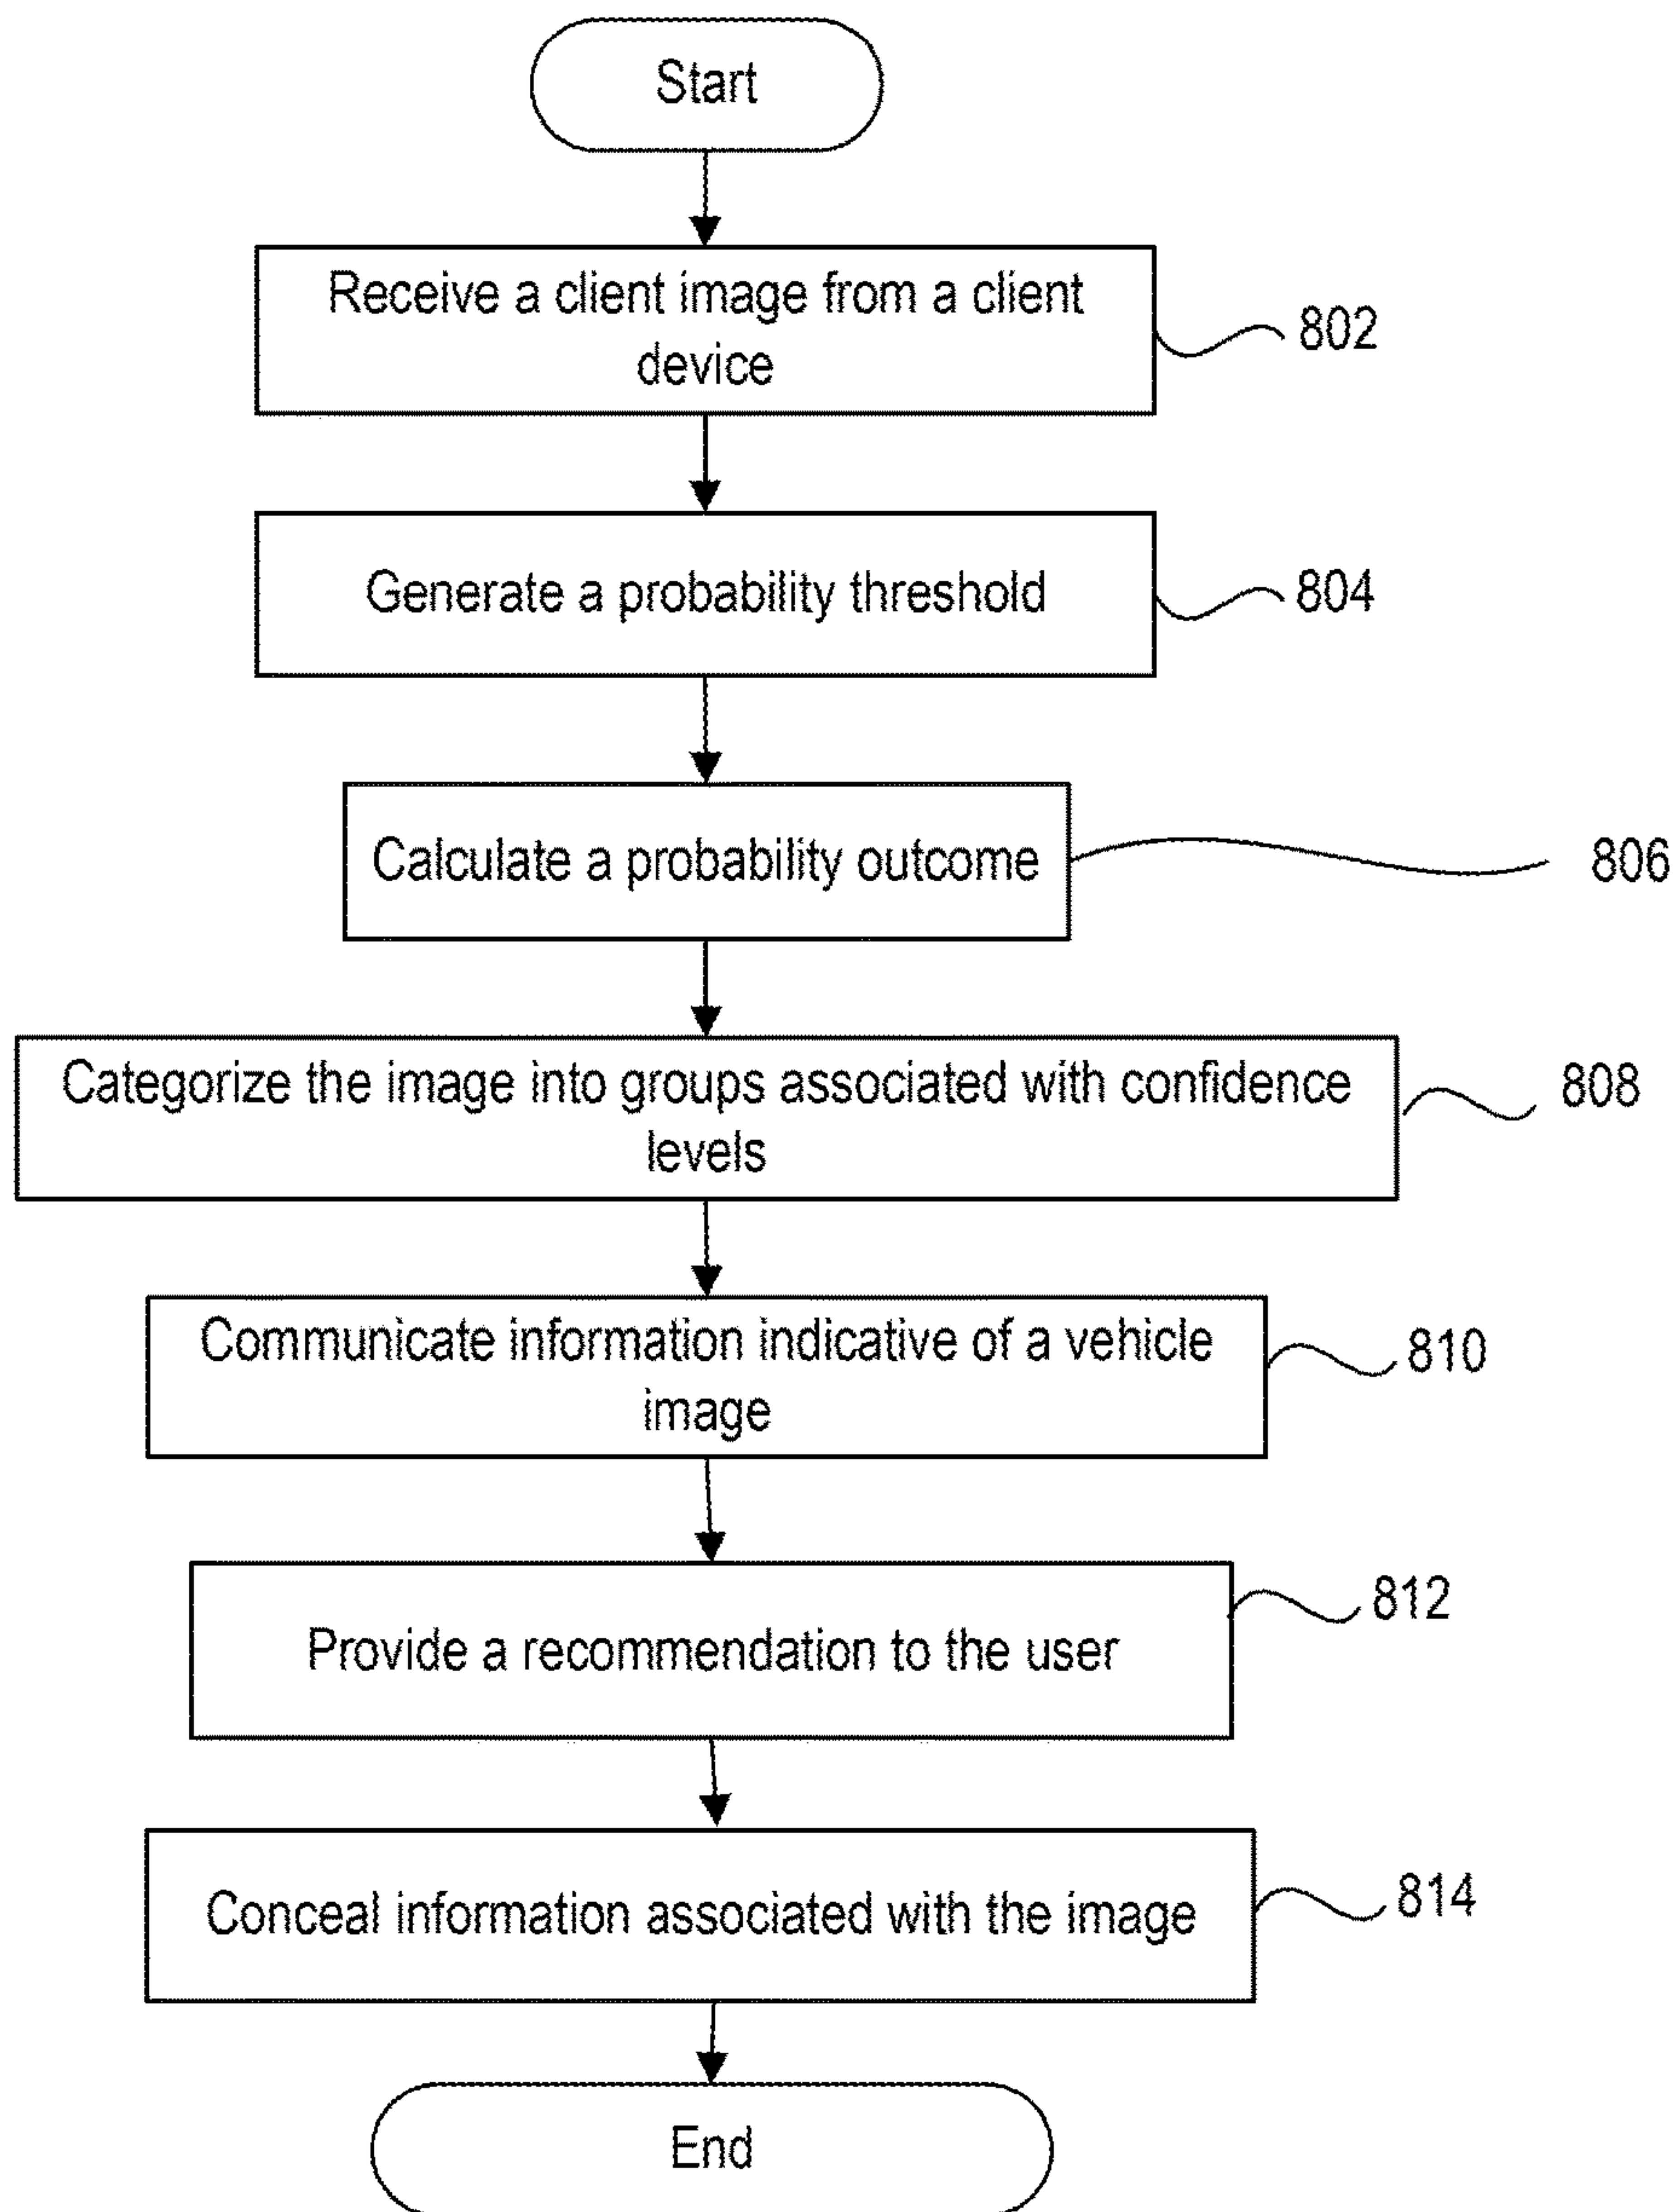 Start
Receive a client image from a client
device
802
Generate a probability threshold
804
Calculate a probability outcome
806
Categorize the image into groups associated with confidence
levels
808
Communicate information indicative of a vehicle
image
810
Provide a recommendation to the user
812
Conceal information associated with the image
814
End